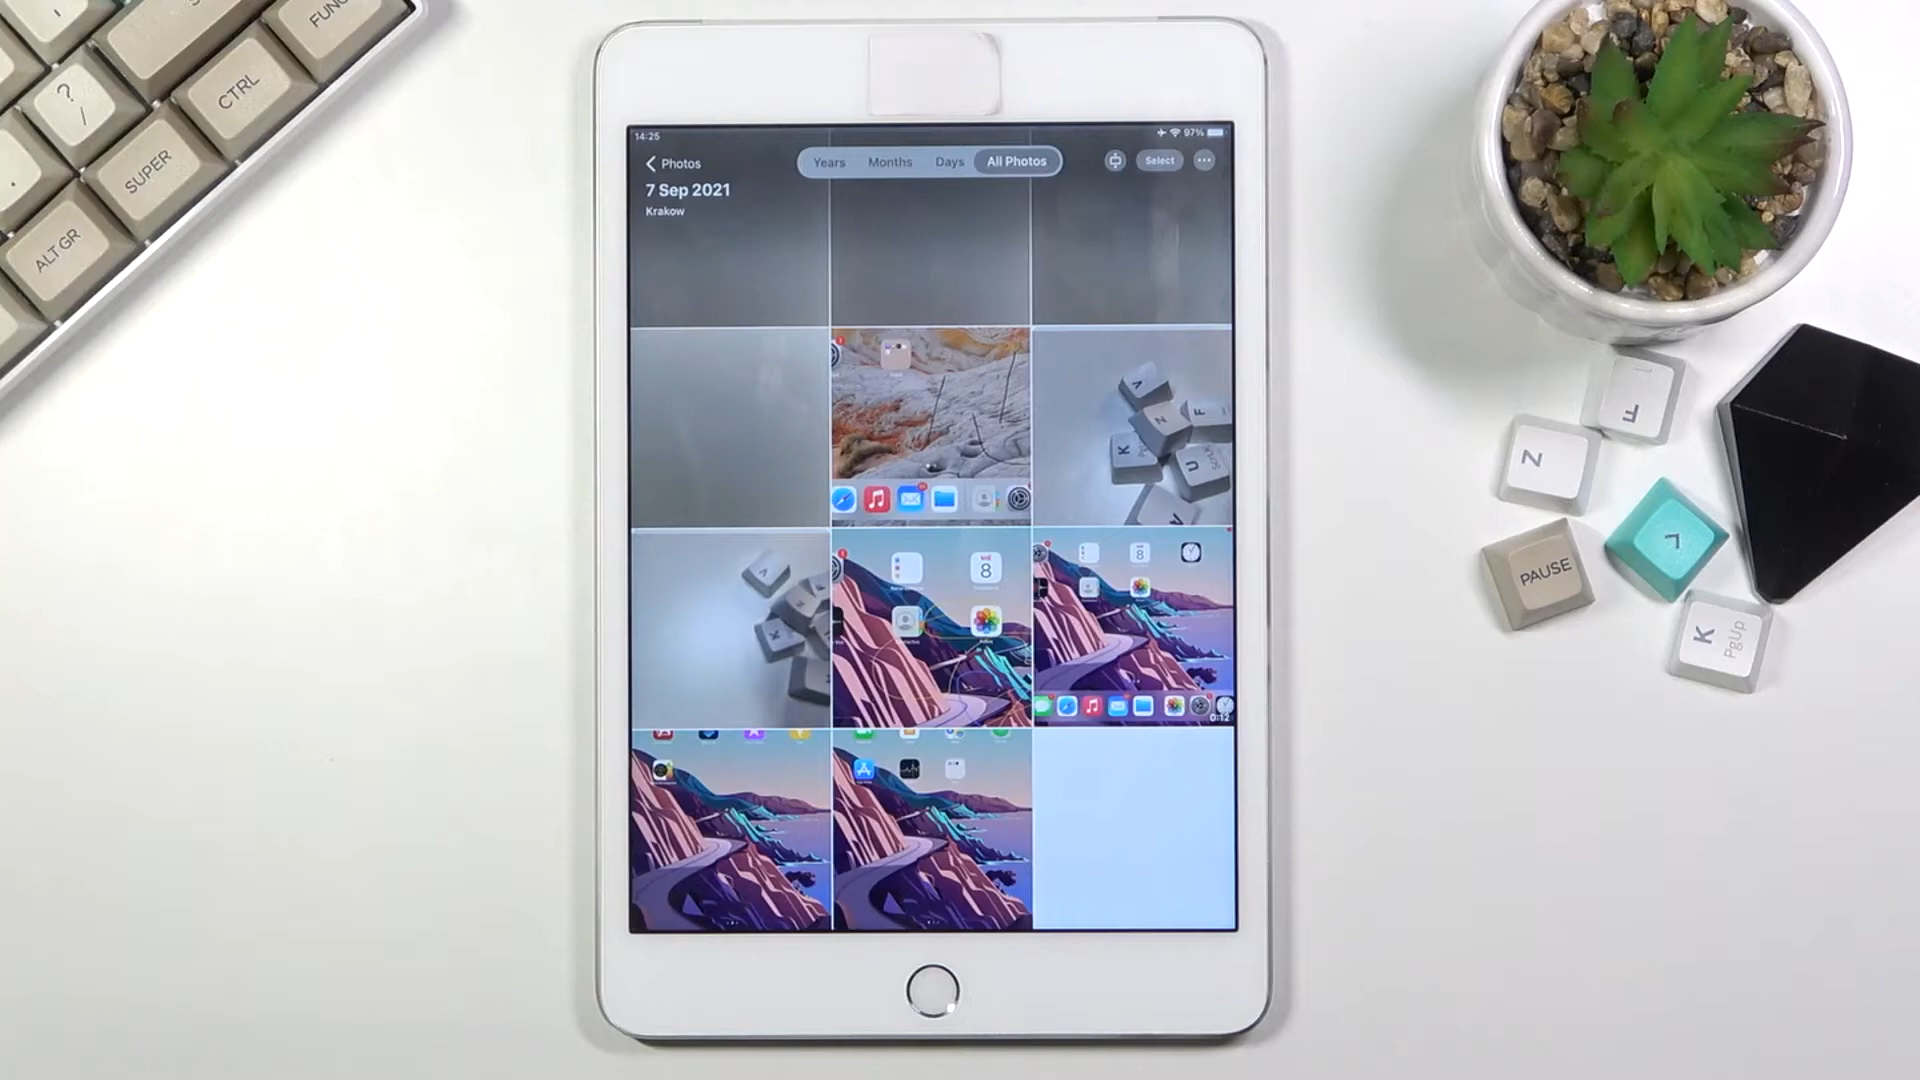 FUNC
?
/
CTRL
SUPER
ALT GR
14:25
97%
Photos
Years
Months
Days
All Photos
Select
7 Sep 2021
Krakow
V
Z
F
K
U
V
V
K
8
8
0:12
F
Z
PAUSE
K
PgUp